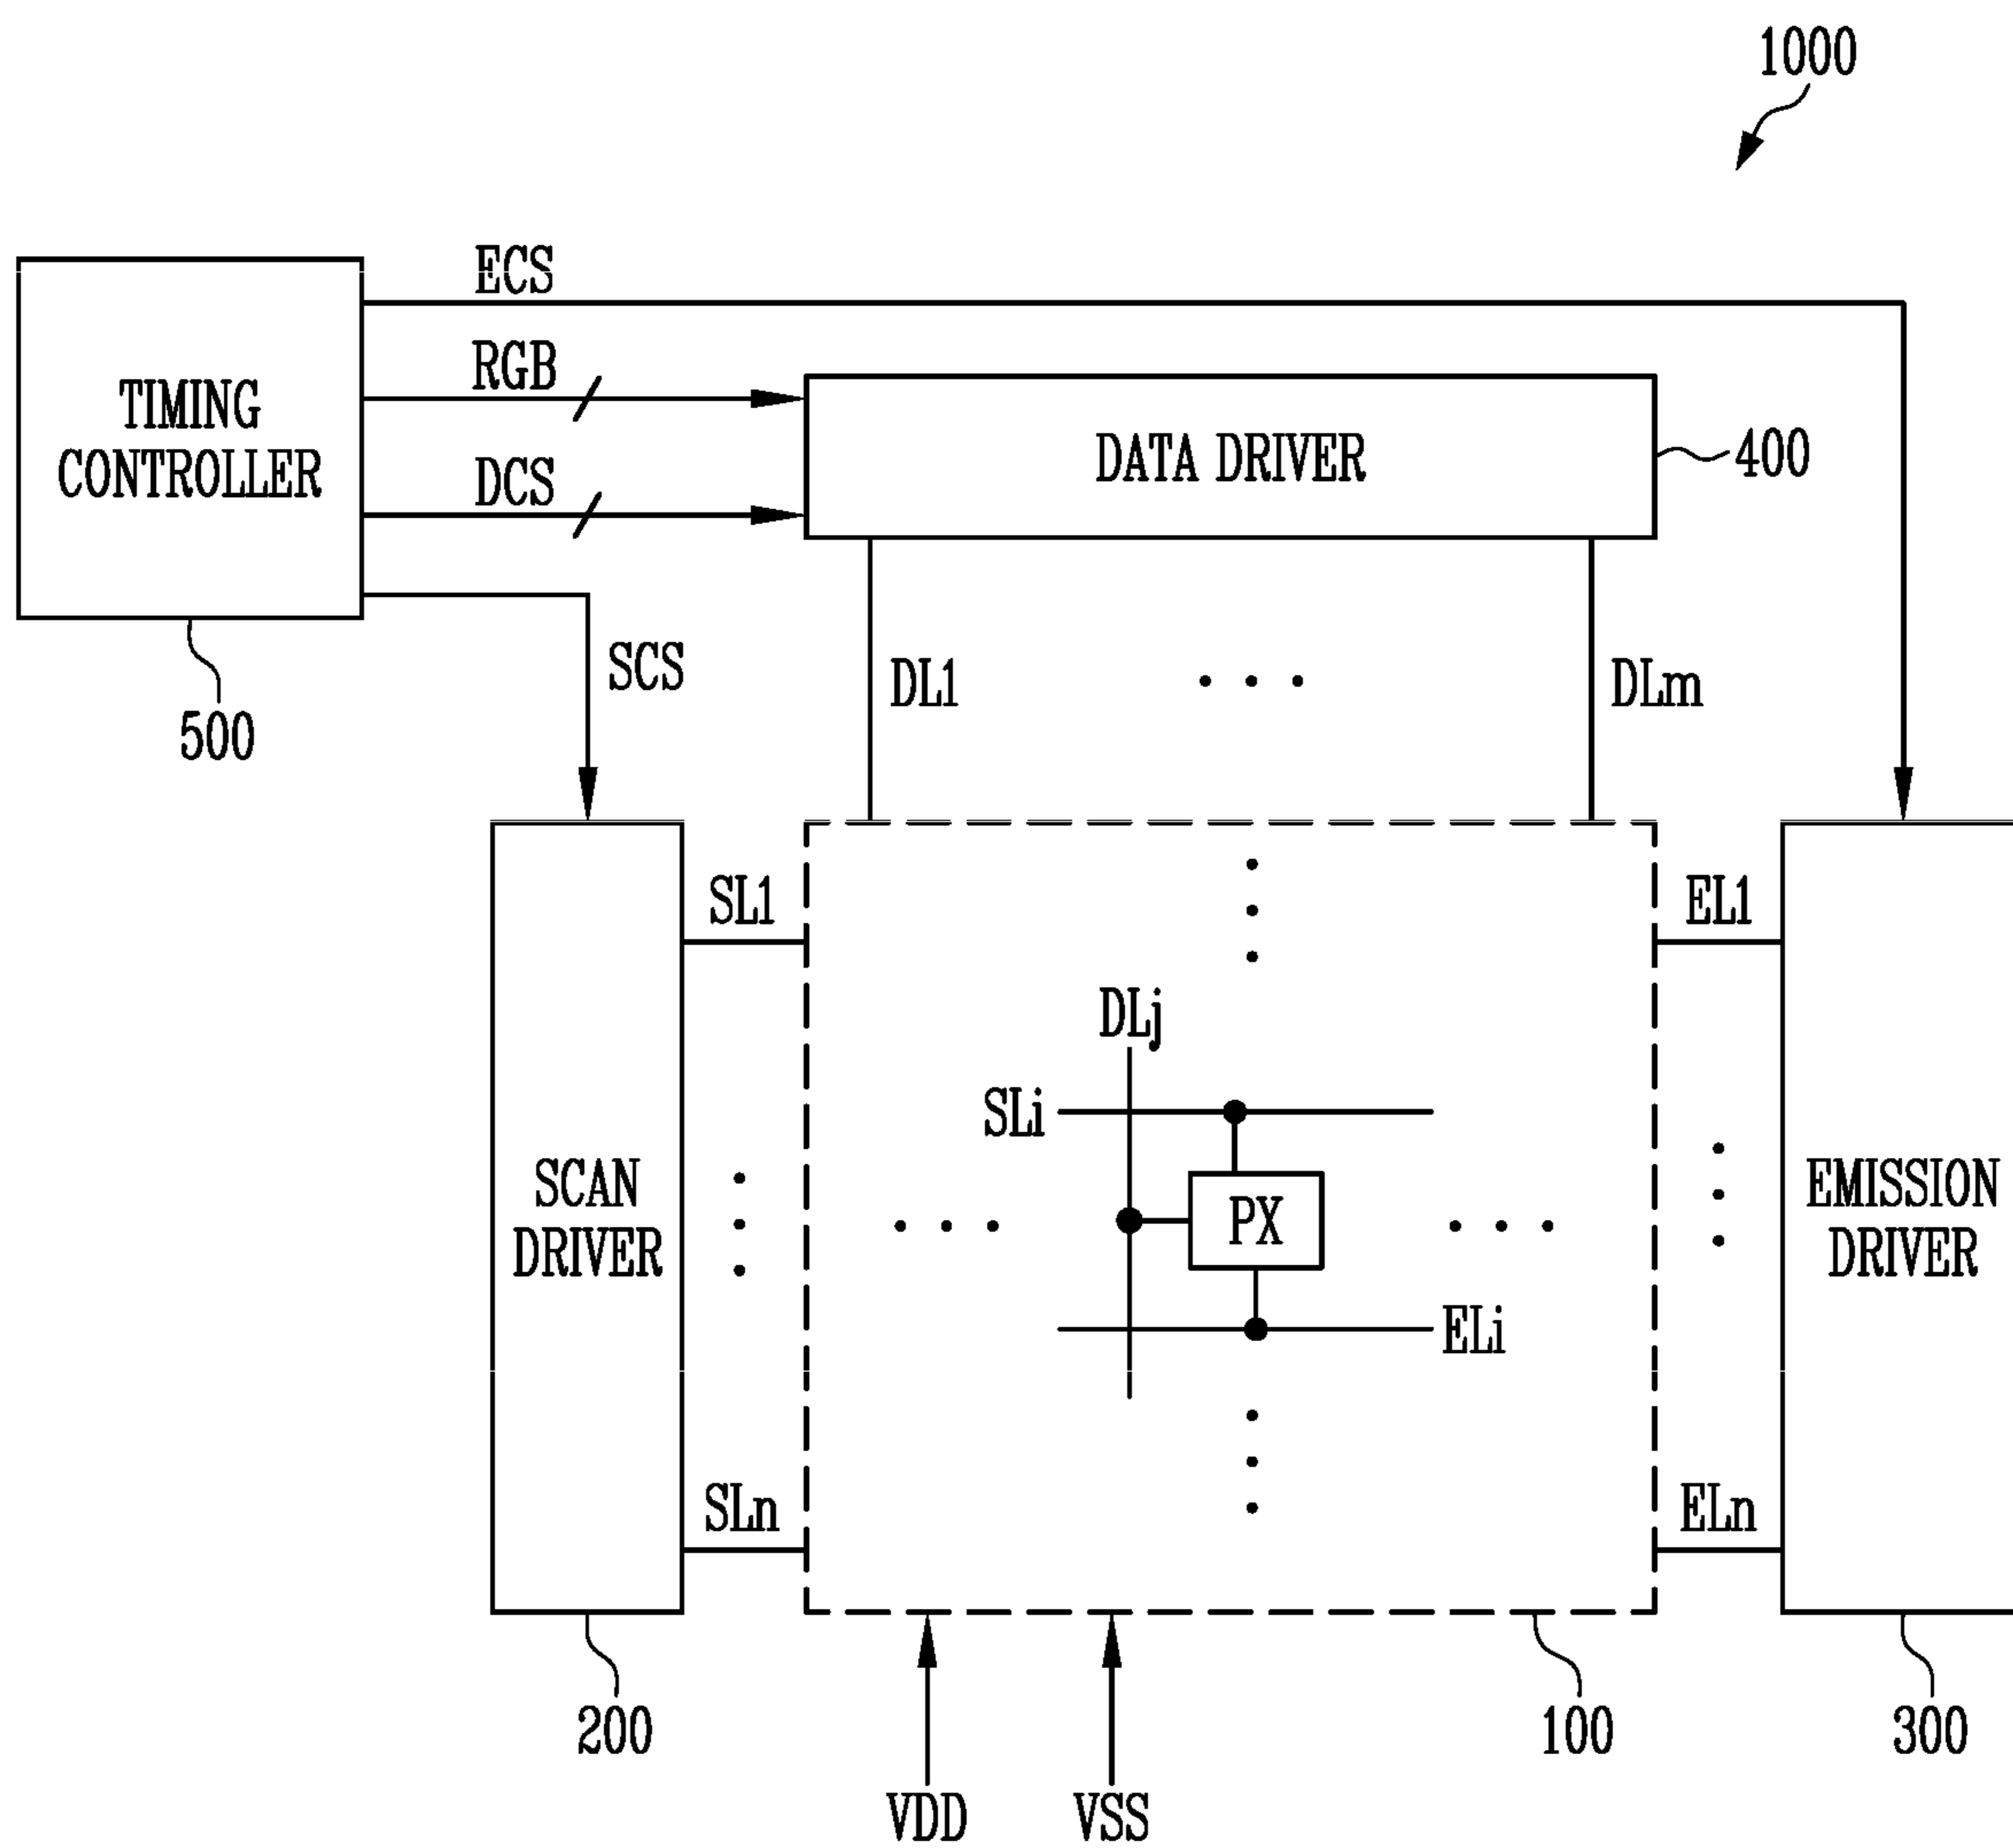 1000
ECS
RGB
TIMING
CONTROLLER
DATA DRIVER
400
DCS
SCS
DL1
DLm
500
SL1
EL1
DLj
SLi
SCAN
DRIVER
PX
EMISSION
DRIVER
ELi
SLn
ELn
200
100
300
VDD
VSS